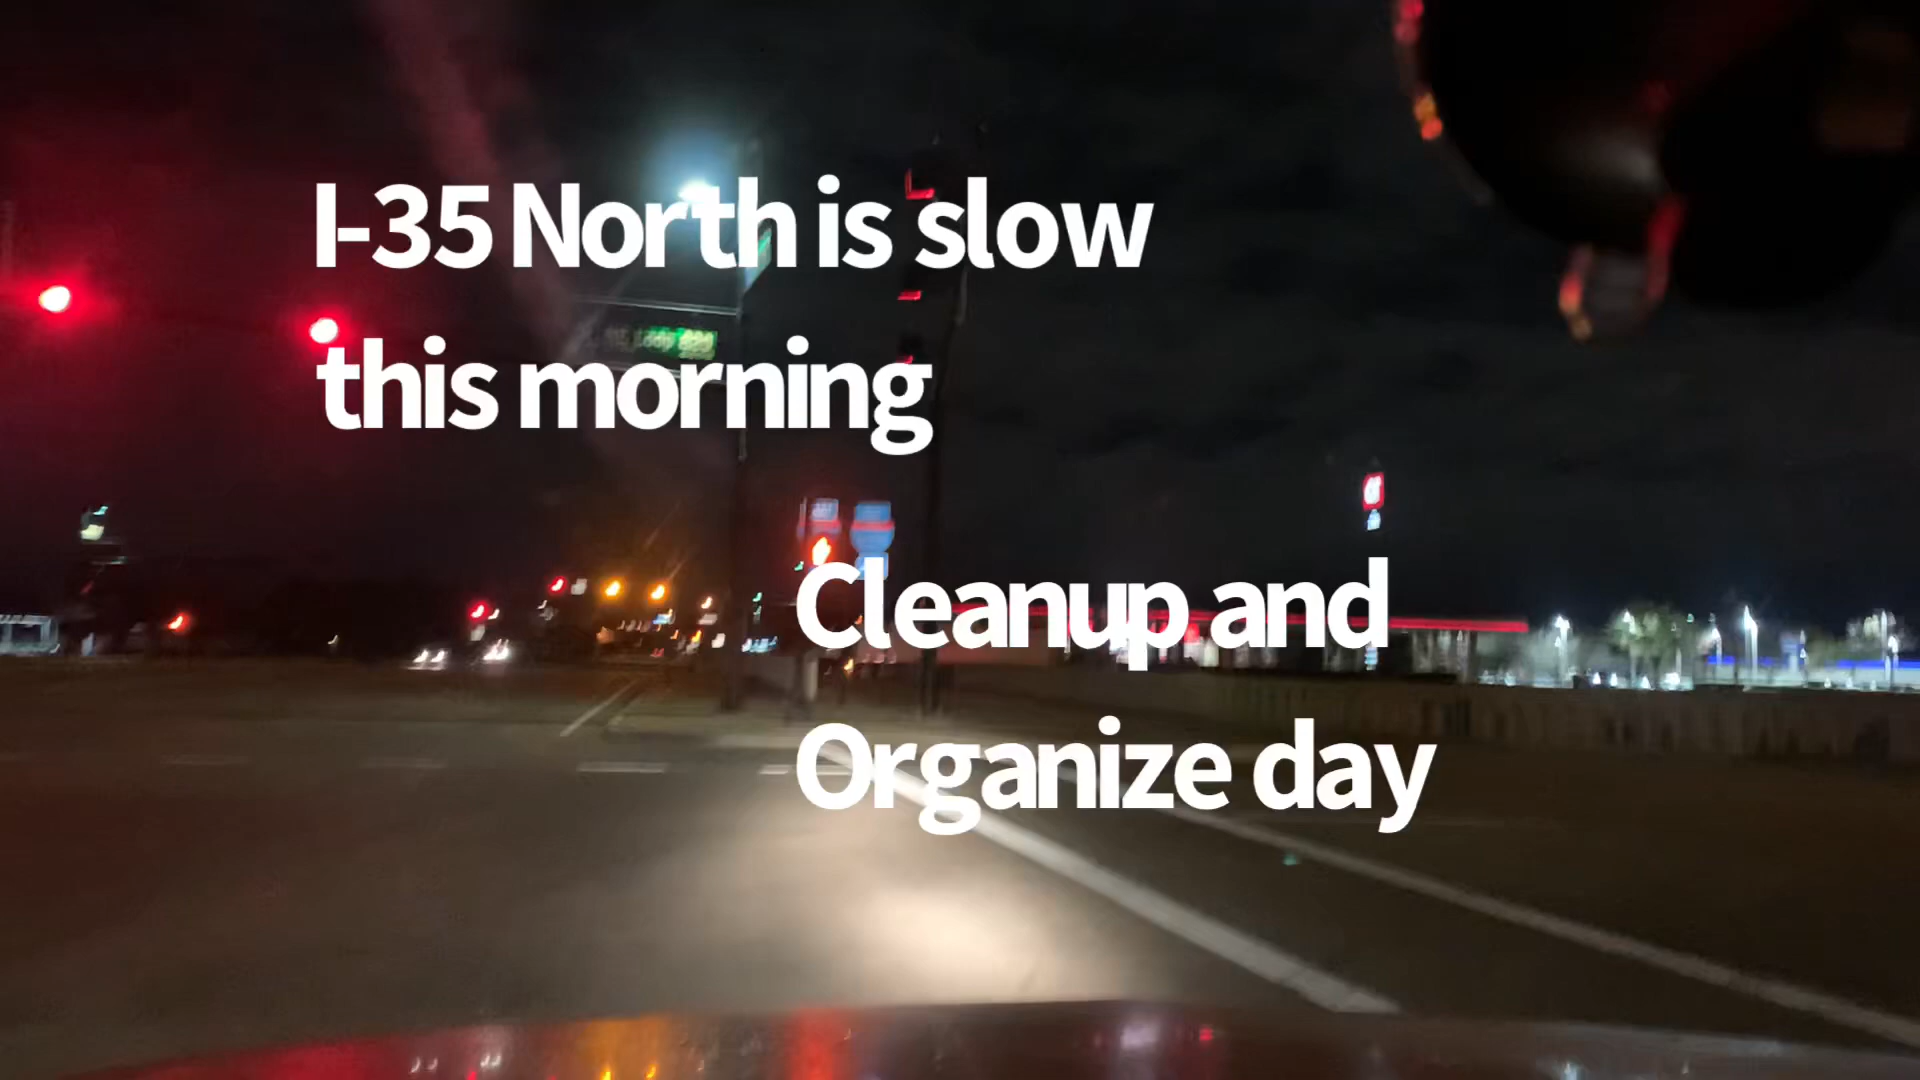 I-35 North is slow
this morning
Cleanup and
Organize day